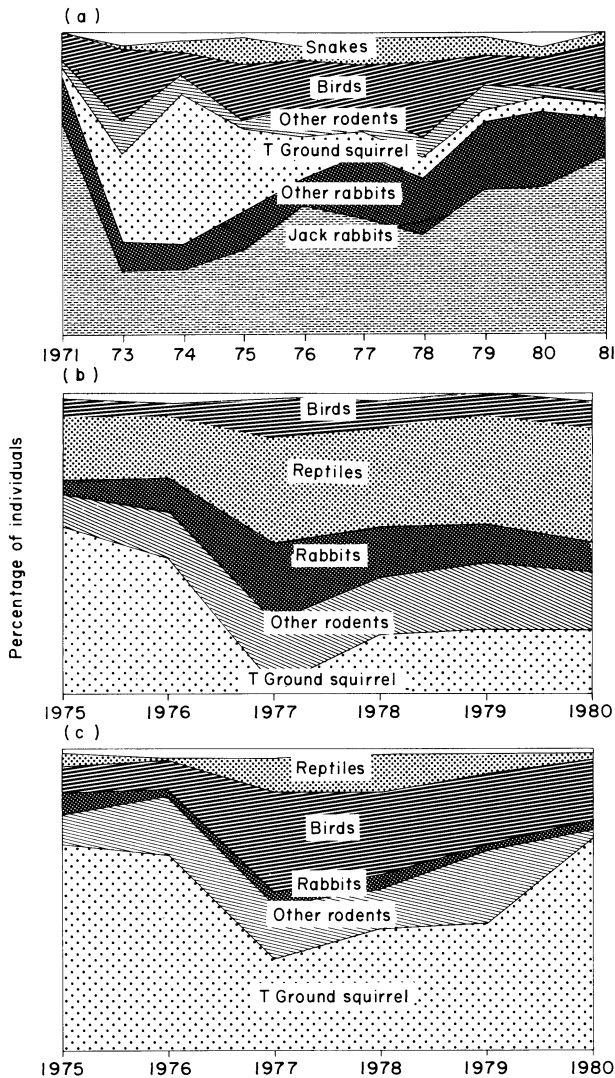 (a)
Snakes
Birds
Other rodents
T Ground squirrel
Other rabbits
Jack rabbits
1971 73 74 75 76 77 78 79 80 81
(b)
Percentage of individuals
Birds
Reptiles
Rabbits
Other rodents
T Ground squirrel
1975 1976 1977 1978 1979 1980
(c)
Reptiles
Birds
Rabbits
Other rodents
T Ground squirrel
1975 1976 1977 1978 1979 1980